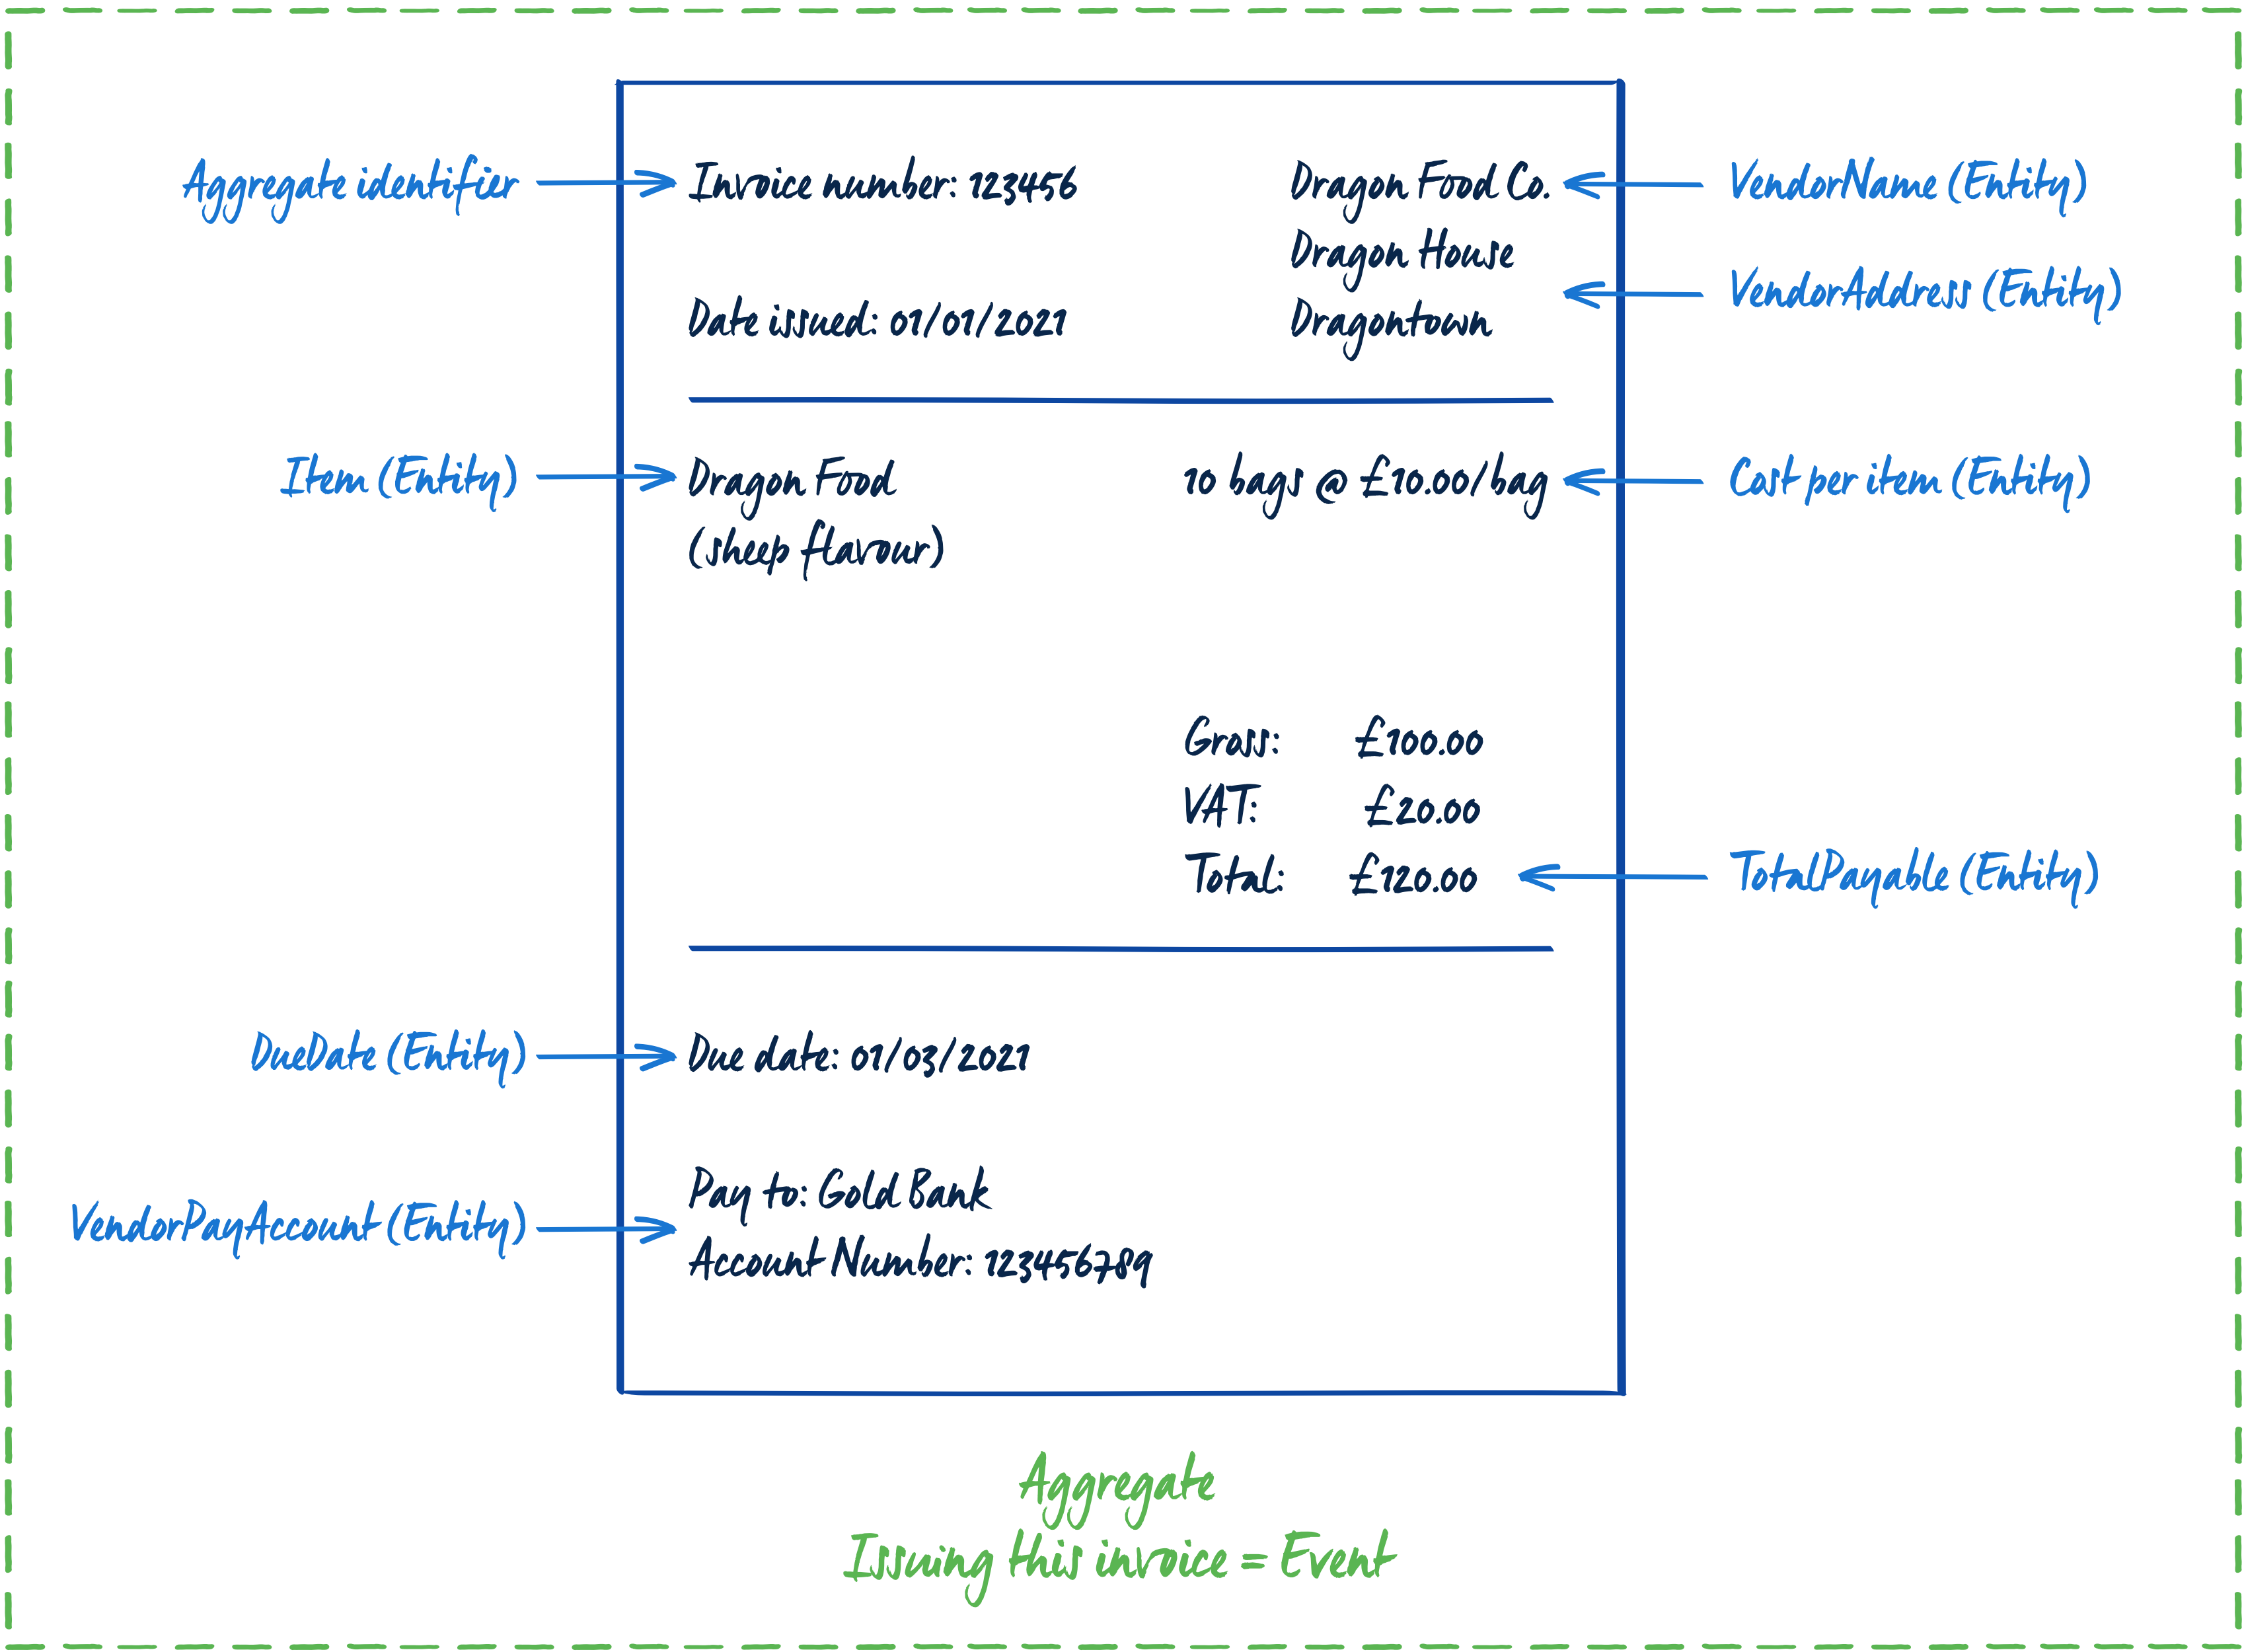 Aggregate identifier
Invoice number: 123456
Dragon Food Co.
VendorName (Entity)
Dragon House
VendorAddress (Entity)
Date issued: 01/01/2021
Dragontown
Item (Entity)
Dragon Food
10 bags @ £10.00/bag
Cost per item (Entity)
(sheep flavour)
Gross: £100.00
VAT: £20.00
Total: £120.00
TotalPayable (Entity)
DueDate (Entity)
Due date: 01/03/2021
VendorPayAccount (Entity)
Pay to: Gold Bank
Account Number: 123456789
Aggregate
Issuing this invoice = Event